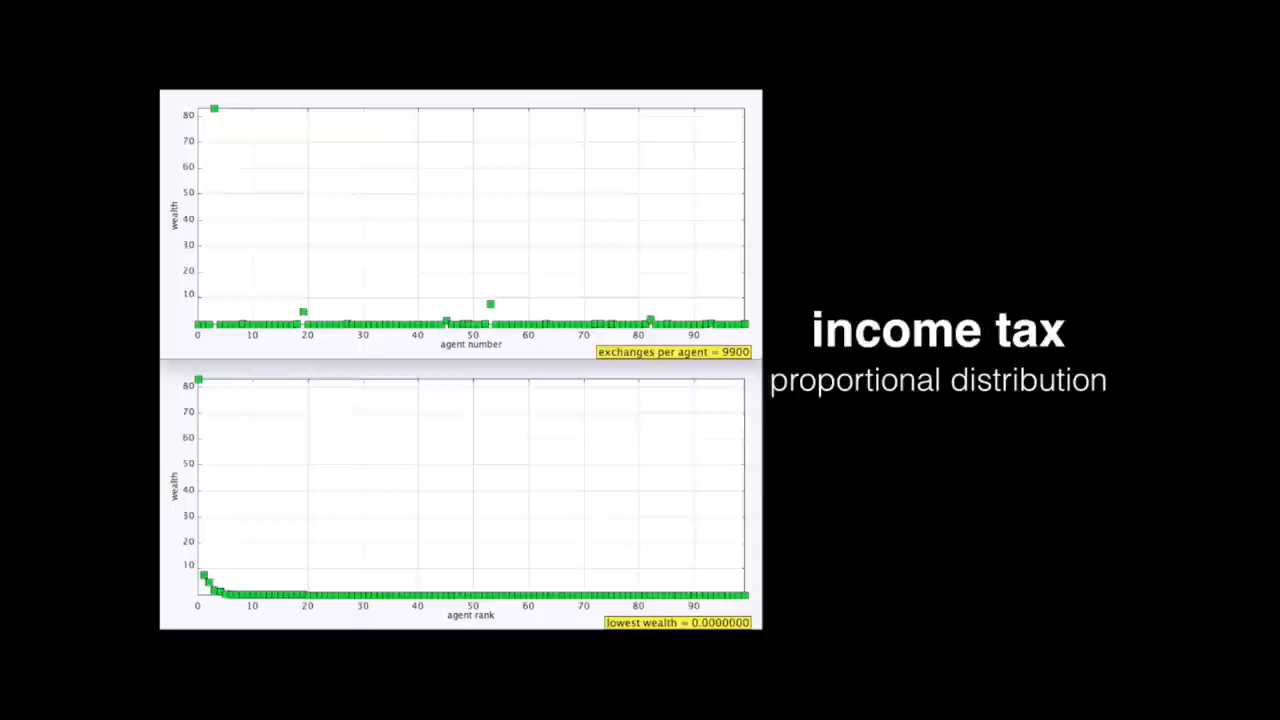 80
70
60
50
40
30
20
10
wealth
0 10 20 30 40 50 60 70 80 90
agent number
exchanges per agent = 9900
80
70
60
50
40
30
20
10
wealth
0 10 20 30 40 50 60 70 80 90
agent rank
lowest wealth = 0.0000000
income tax
proportional distribution